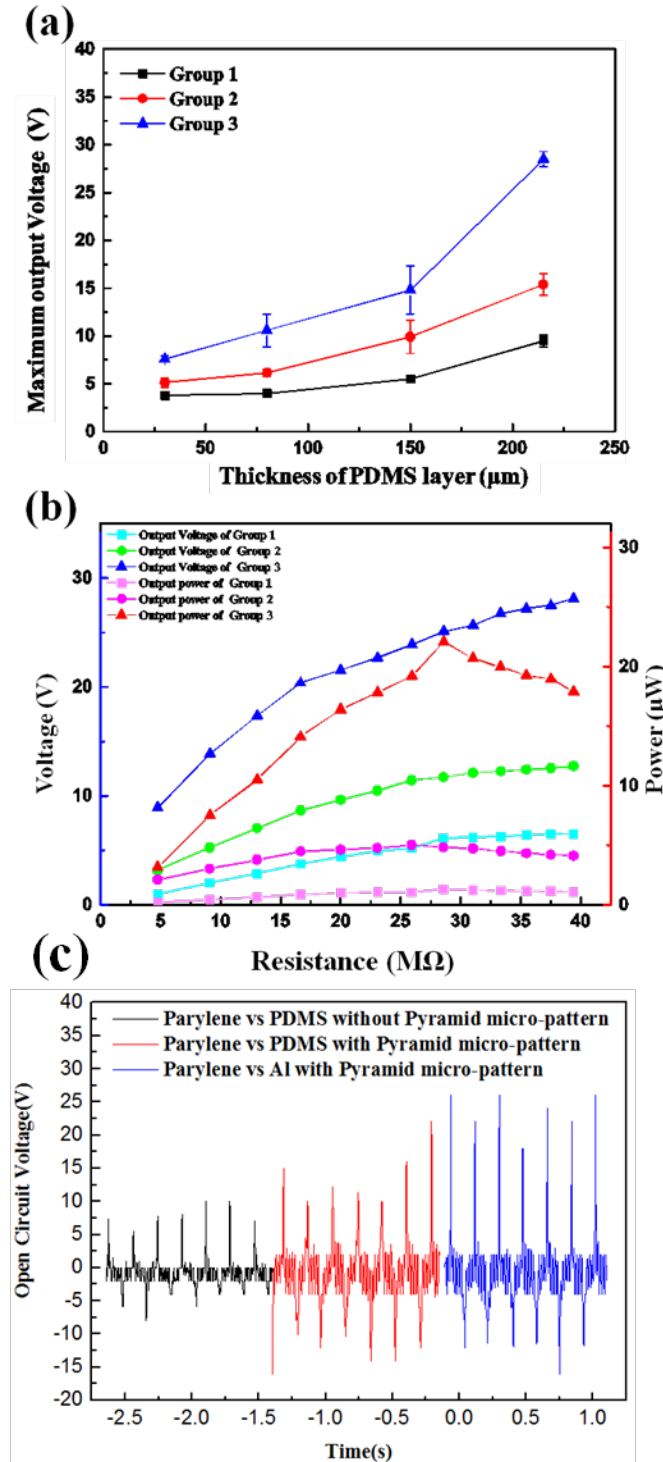 (a)
40
35
30
25
20
15
10
5
0
Maximum output Voltage (V)
Group 1
Group 2
Group 3
0 50 100 150 200 250
Thickness of PDMS layer (μm)
(b)
30
20
10
0
Voltage (V)
Output Voltage of Group 1
Output Voltage of Group 2
Output Voltage of Group 3
Output power of Group 1
Output power of Group 2
Output power of Group 3
30
20
10
0
Power (μW)
0 5 10 15 20 25 30 35 40
Resistance (MΩ)
(c)
40
35
30
25
20
15
10
5
0
-5
-10
-15
-20
Open Circuit Voltage(V)
Parylene vs PDMS without Pyramid micro-pattern
Parylene vs PDMS with Pyramid micro-pattern
Parylene vs Al with Pyramid micro-pattern
-2.5 -2.0 -1.5 -1.0 -0.5 0.0 0.5 1.0
Time(s)